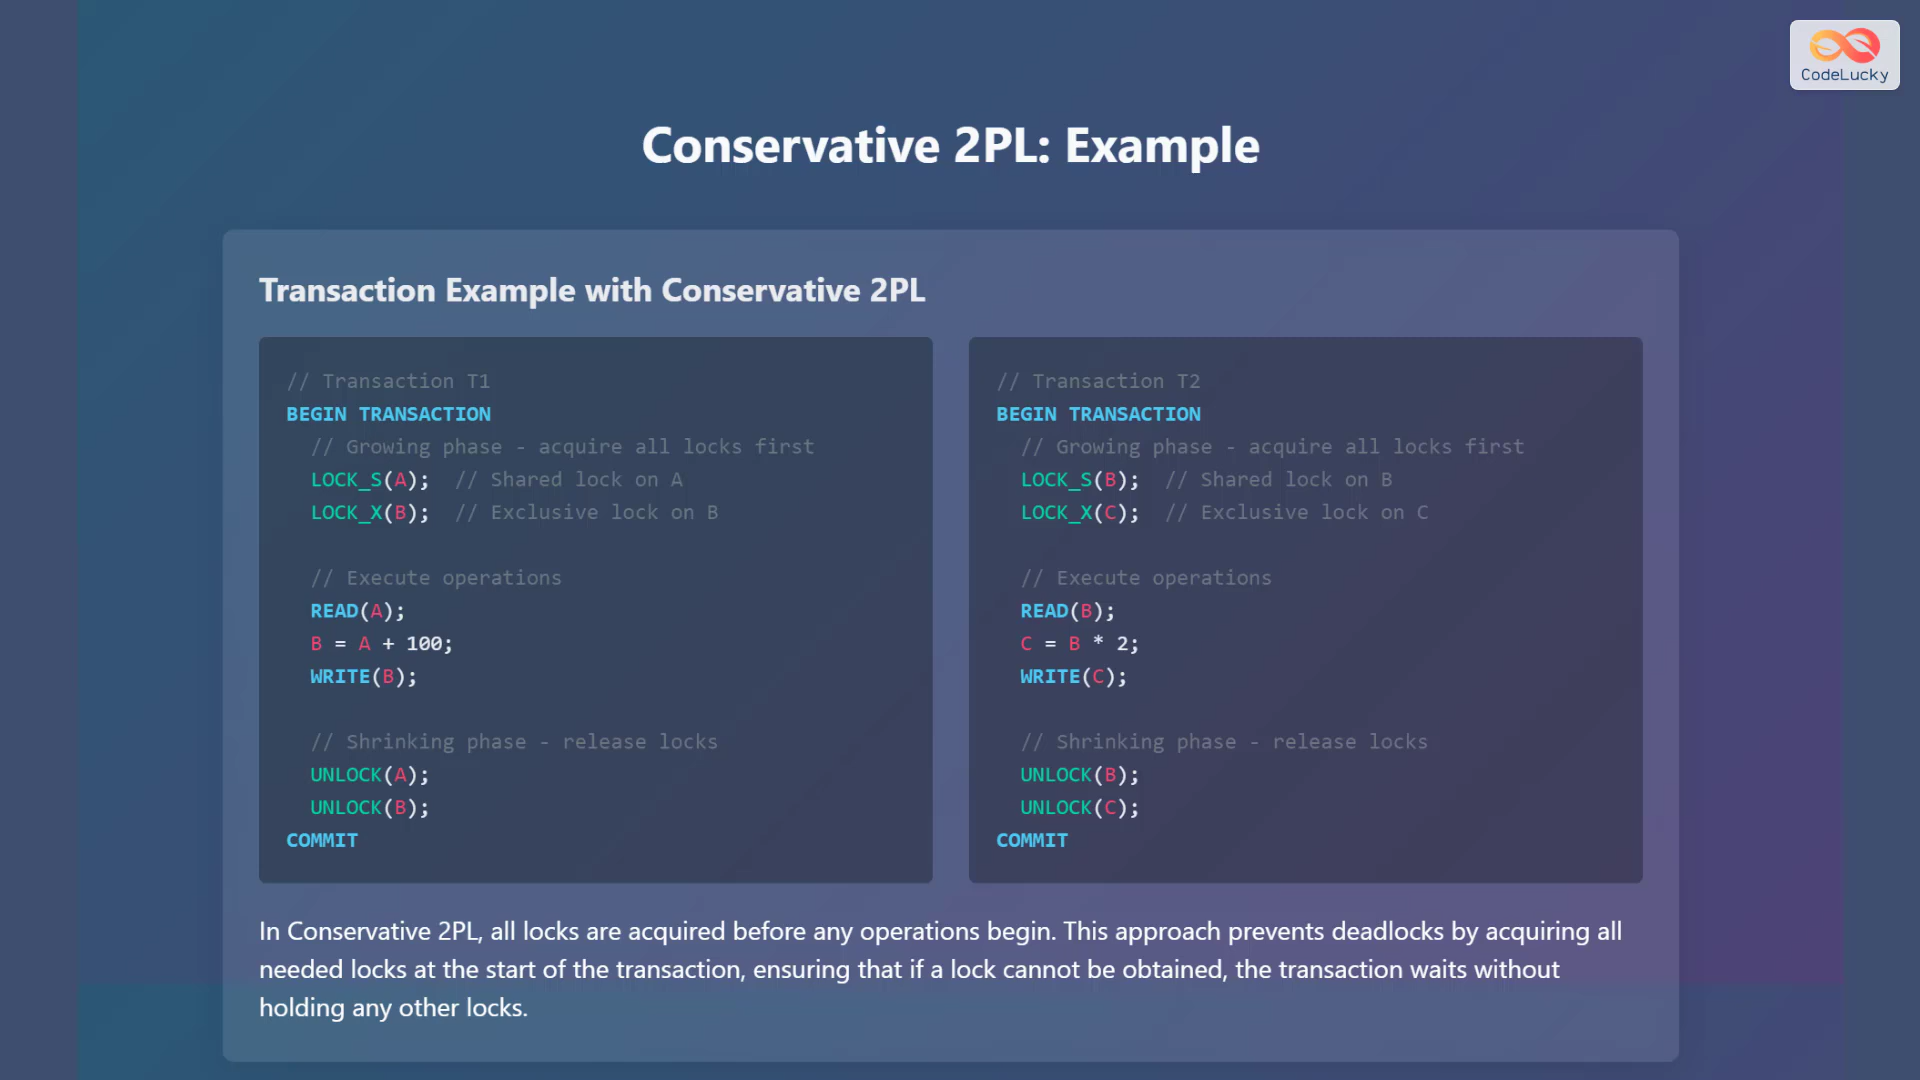 CodeLucky
Conservative 2PL: Example
Transaction Example with Conservative 2PL
// Transaction T1
BEGIN TRANSACTION
// Growing phase - acquire all locks first
LOCK_S(A); // Shared lock on A
LOCK_X(B); // Exclusive lock on B
// Execute operations
READ(A);
B = A + 100;
WRITE(B);
// Shrinking phase - release locks
UNLOCK(A);
UNLOCK(B);
COMMIT
// Transaction T2
BEGIN TRANSACTION
// Growing phase - acquire all locks first
LOCK_S(B); // Shared lock on B
LOCK_X(C); // Exclusive lock on C
// Execute operations
READ(B);
C = B * 2;
WRITE(C);
// Shrinking phase - release locks
UNLOCK(B);
UNLOCK(C);
COMMIT
In Conservative 2PL, all locks are acquired before any operations begin. This approach prevents deadlocks by acquiring all
needed locks at the start of the transaction, ensuring that if a lock cannot be obtained, the transaction waits without
holding any other locks.